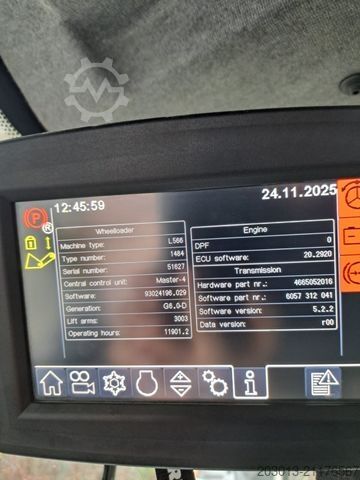 12:45:59
24.11.2025
P
®
Wheelloader
Machine type: L566
Type number: 1484
Serial number: 51627
Central control unit: Master-4
Software: 93024196.029
Generation: G6.0-D
Lift arms: 3003
Operating hours: 11901.2
Engine
DPF 0
ECU software: 20.2920
Transmission
Hardware part nr.: 4665052016
Software part nr.: 6057 312 041
Software version: 5.2.2
Data version: r00
i